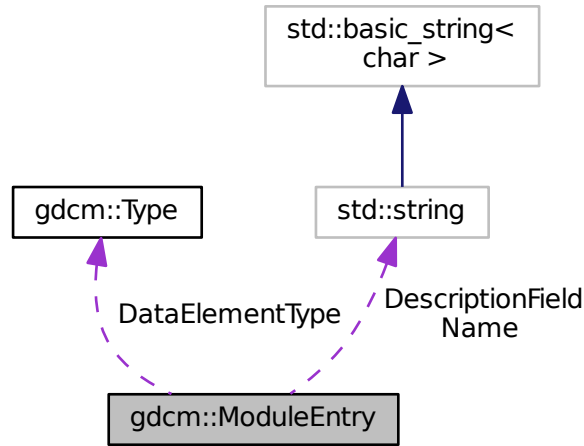 std::basic_string<
char >
gdcm::Type
std::string
DataElementType
DescriptionField
Name
gdcm::ModuleEntry